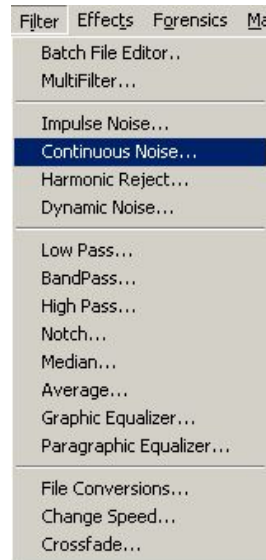 Filter Effects Forensics
Batch File Editor..
MultiFilter...
Impulse Noise...
Continuous Noise...
Harmonic Reject...
Dynamic Noise...
Low Pass...
BandPass...
High Pass...
Notch...
Median...
Average...
Graphic Equalizer...
Paragraphic Equalizer...
File Conversions...
Change Speed...
Crossfade...